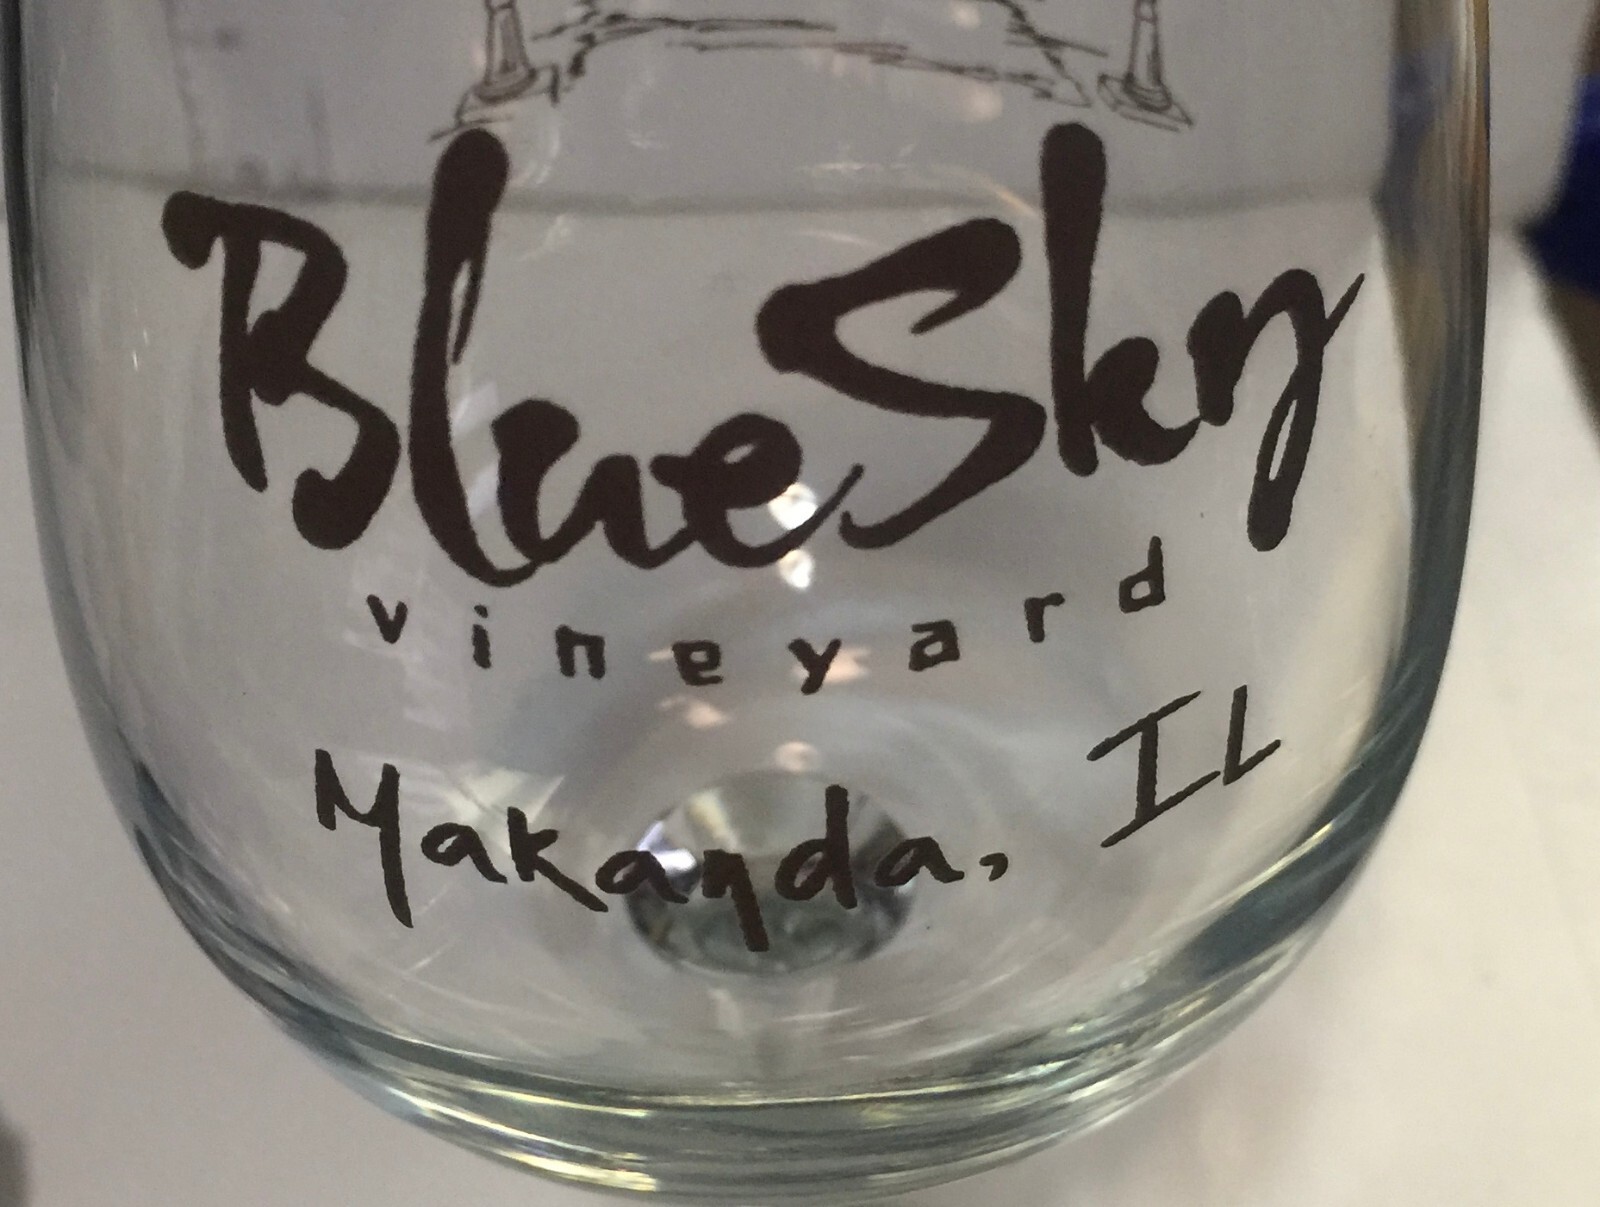 BlueSky
vineyard
Makanda, IL